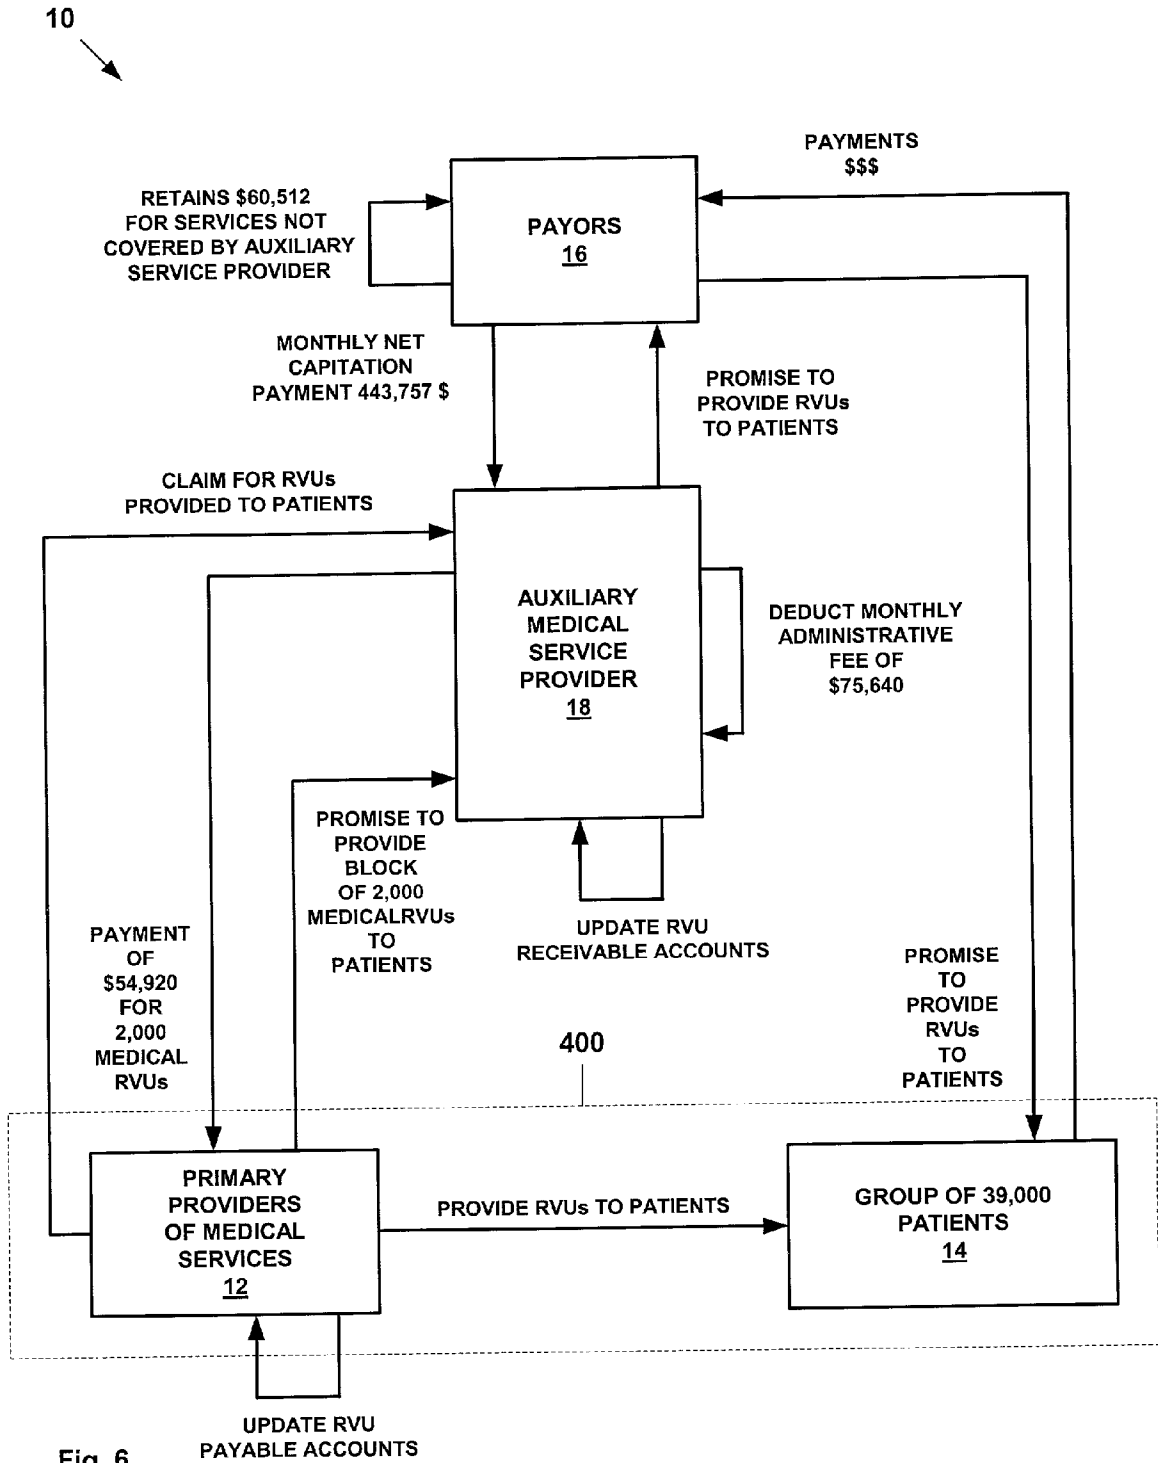 10
PAYMENTS
$$$
RETAINS $60,512
FOR SERVICES NOT
COVERED BY AUXILIARY
SERVICE PROVIDER
PAYORS
16
MONTHLY NET
CAPITATION
PAYMENT 443,757 $
PROMISE TO
PROVIDE RVUs
TO PATIENTS
CLAIM FOR RVUs
PROVIDED TO PATIENTS
AUXILIARY
MEDICAL
SERVICE
PROVIDER
18
DEDUCT MONTHLY
ADMINISTRATIVE
FEE OF
$75,640
PROMISE TO
PROVIDE
BLOCK
OF 2,000
MEDICALRVUs
TO
PATIENTS
UPDATE RVU
RECEIVABLE ACCOUNTS
PAYMENT
OF
$54,920
FOR
2,000
MEDICAL
RVUs
PROMISE
TO
PROVIDE
RVUs
TO
PATIENTS
400
PRIMARY
PROVIDERS
OF MEDICAL
SERVICES
12
PROVIDE RVUs TO PATIENTS
GROUP OF 39,000
PATIENTS
14
UPDATE RVU
PAYABLE ACCOUNTS
Fig. 6